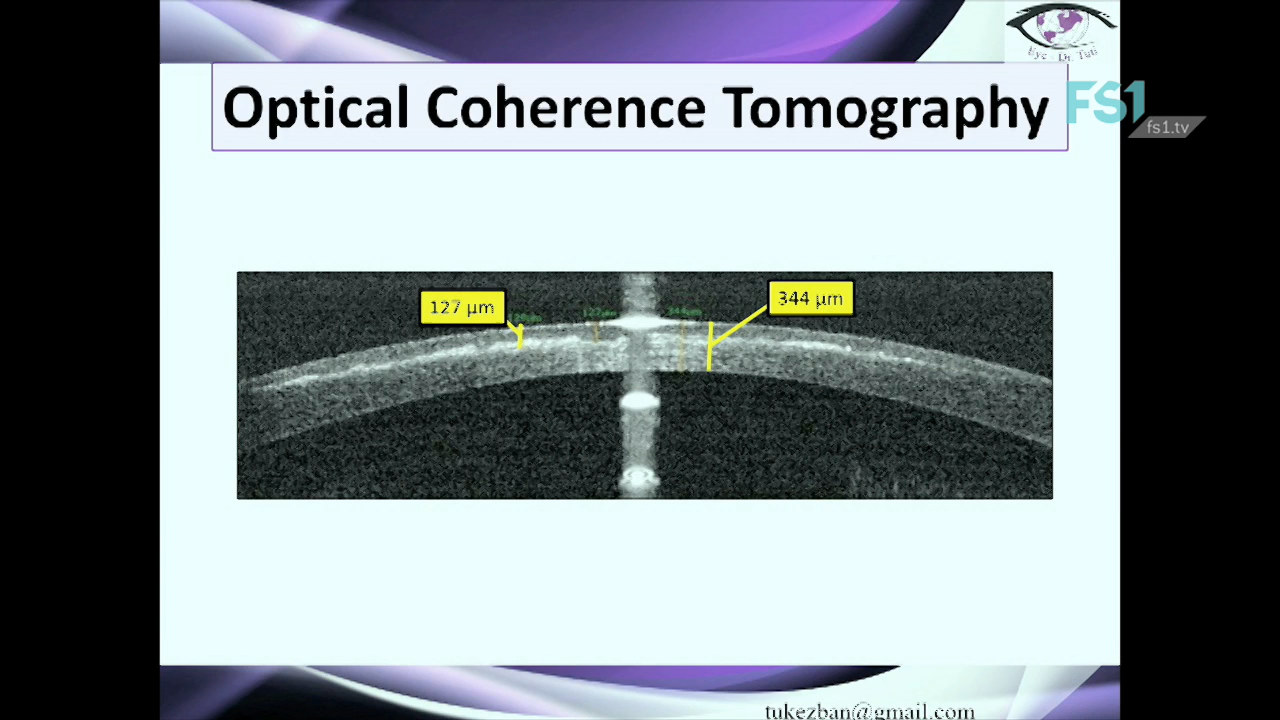 Optical Coherence Tomography
FS1
fs1.tv
127 µm
344 µm
tukezban@gmail.com